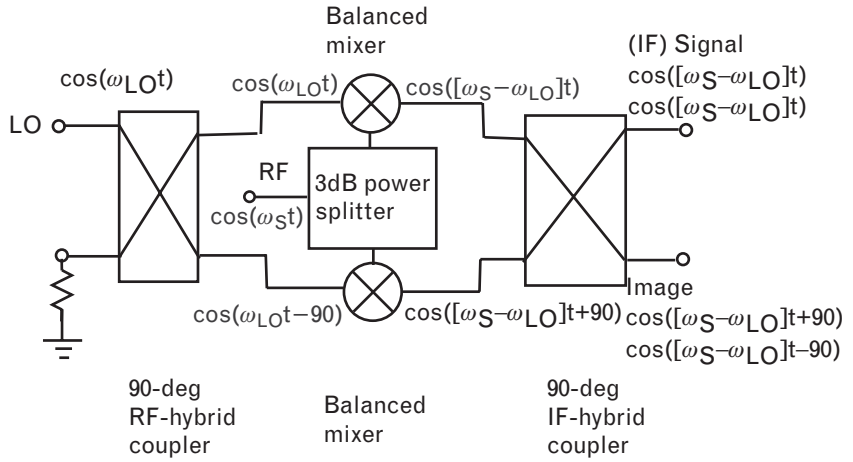 Balanced
mixer
(IF) Signal
cos([ωS−ωLO]t)
cos([ωS−ωLO]t)
cos(ωLOt)
cos(ωLOt)
cos([ωS−ωLO]t)
LO
RF
3dB power
splitter
cos(ωSt)
Image
cos(ωLOt−90)
cos([ωS−ωLO]t+90)
cos([ωS−ωLO]t+90)
cos([ωS−ωLO]t−90)
90-deg
RF-hybrid
coupler
Balanced
mixer
90-deg
IF-hybrid
coupler